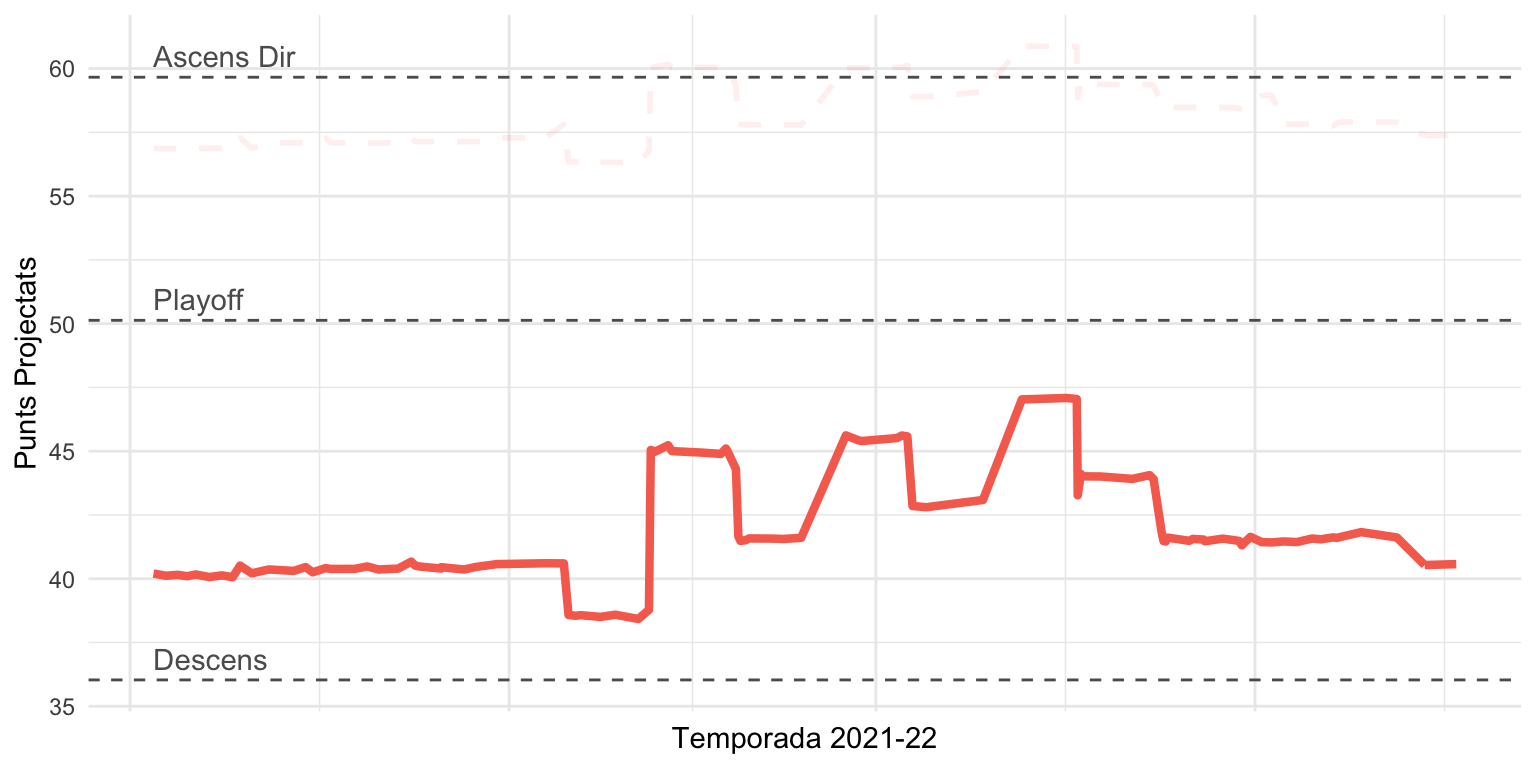 Punts Projectats
60
55
50
45
40
35
Ascens Dir
Playoff
Descens
Temporada 2021-22